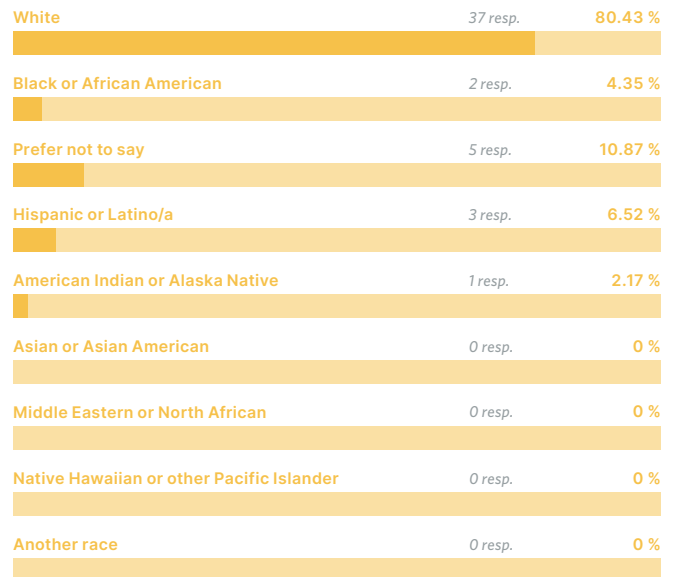 White 37 resp. 80.43 %
Black or African American 2 resp. 4.35 %
Prefer not to say 5 resp. 10.87 %
Hispanic or Latino/a 3 resp. 6.52 %
American Indian or Alaska Native 1 resp. 2.17 %
Asian or Asian American 0 resp. 0 %
Middle Eastern or North African 0 resp. 0 %
Native Hawaiian or other Pacific Islander 0 resp. 0 %
Another race 0 resp. 0 %